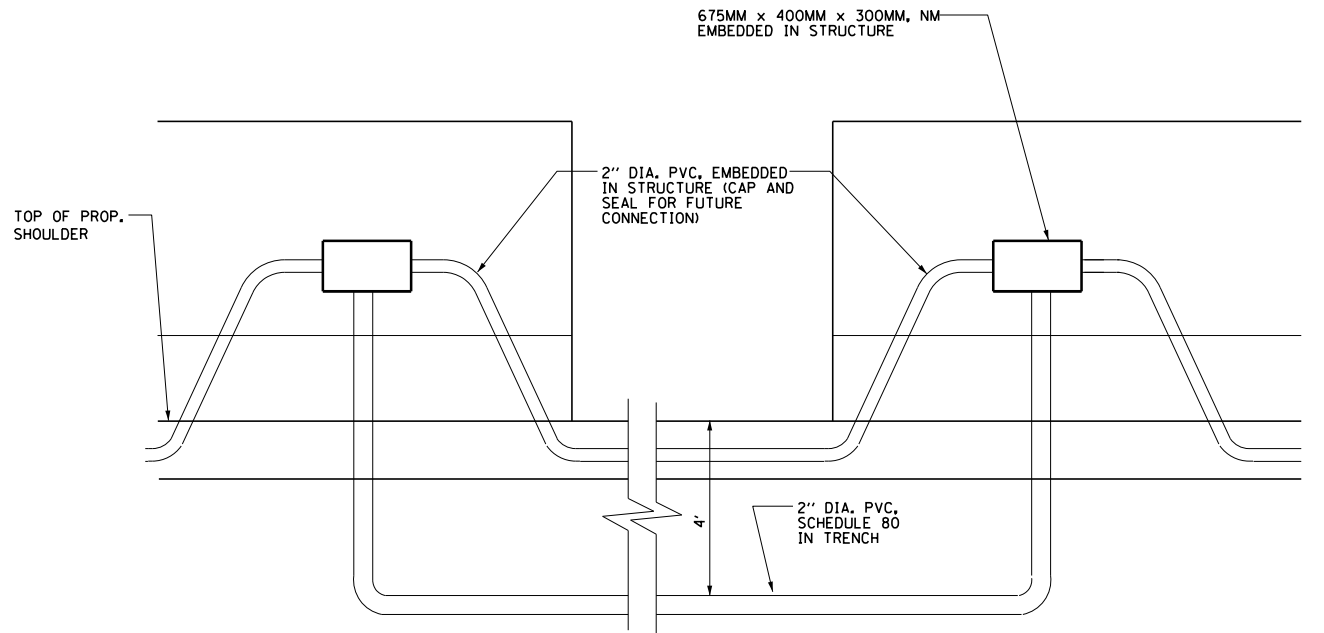 675MM x 400MM x 300MM, NM
EMBEDDED IN STRUCTURE
2'' DIA. PVC, EMBEDDED
IN STRUCTURE (CAP AND
SEAL FOR FUTURE
CONNECTION)
TOP OF PROP.
SHOULDER
4'
2'' DIA. PVC,
SCHEDULE 80
IN TRENCH